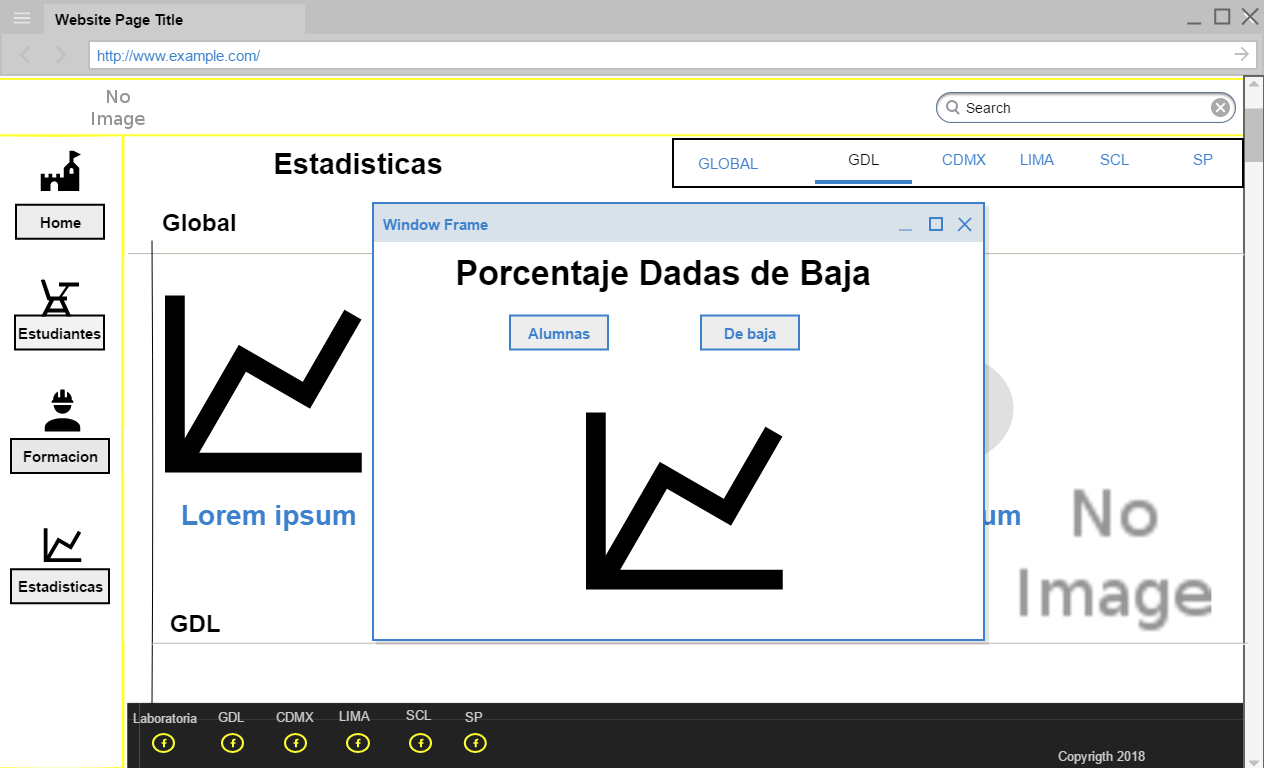 Website Page Title
http://www.example.com/
No
Image
Search
Estadisticas
GLOBAL GDL CDMX LIMA SCL SP
Home
Global
Window Frame
Porcentaje Dadas de Baja
Alumnas De baja
Estudiantes
Formacion
Lorem ipsum
um
No
Image
Estadisticas
GDL
Laboratoria GDL CDMX LIMA SCL SP
Copyrigth 2018